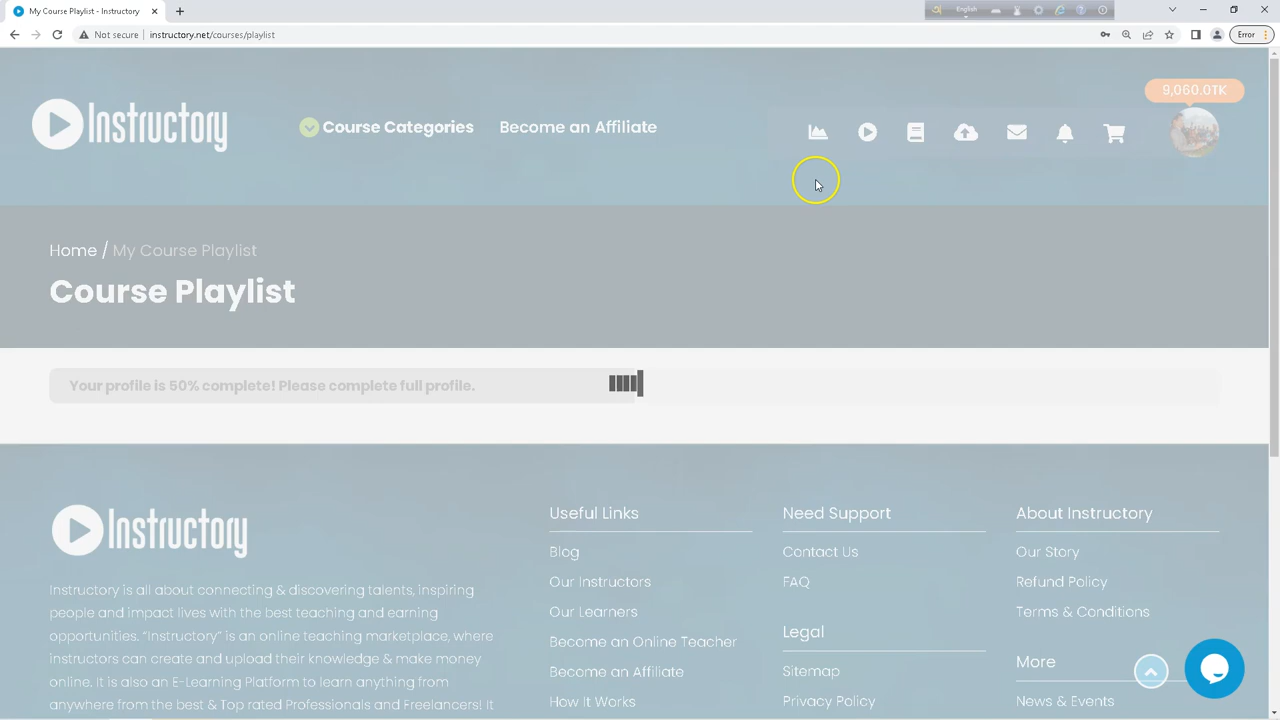 My Course Playlist - Instructory
English
Not secure
instructory.net/courses/playlist
Error
9,060.0TK
Instructory
Course Categories
Become an Affiliate
Home / My Course Playlist
Course Playlist
Your profile is 50% complete! Please complete full profile.
Instructory
Instructory is all about connecting & discovering talents, inspiring
people and impact lives with the best teaching and earning
opportunities. “Instructory” is an online teaching marketplace, where
instructors can create and upload their knowledge & make money
online. It is also an E-Learning Platform to learn anything from
anywhere from the best & Top rated Professionals and Freelancers! It
Useful Links
Blog
Our Instructors
Our Learners
Become an Online Teacher
Become an Affiliate
How It Works
Need Support
Contact Us
FAQ
Legal
Sitemap
Privacy Policy
About Instructory
Our Story
Refund Policy
Terms & Conditions
More
News & Events